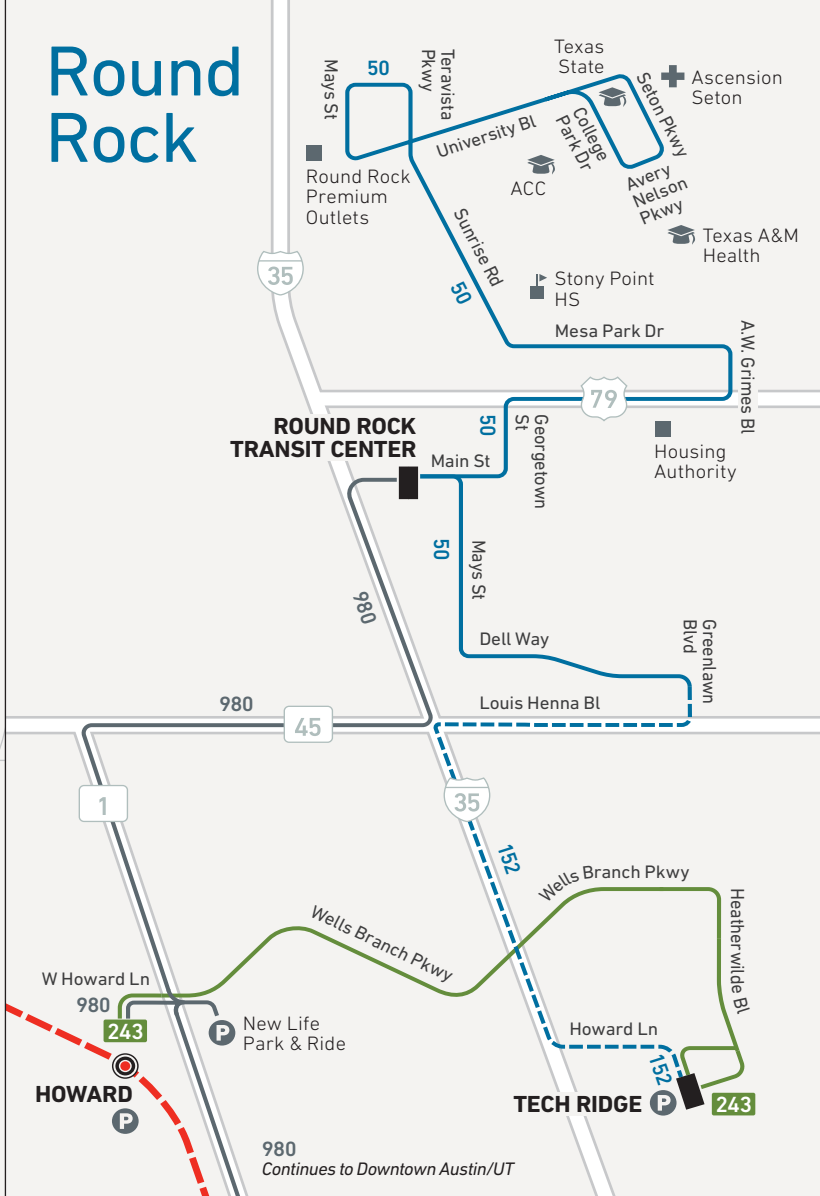 Round
Rock
Mays St
50
Teravista
Pkwy
Texas
State
Seton Pkwy
Ascension
Seton
University Bl
College
Park Dr
ACC
Avery
Nelson
Pkwy
Round Rock
Premium
Outlets
Texas A&M
Health
Sunrise Rd
50
35
Stony Point
HS
Mesa Park Dr
A.W. Grimes Bl
79
ROUND ROCK
TRANSIT CENTER
50
Georgetown
St
Housing
Authority
Main St
50
Mays St
980
Dell Way
Greenlawn
Blvd
980
45
Louis Henna Bl
1
35
152
Wells Branch Pkwy
Heatherwilde Bl
Wells Branch Pkwy
W Howard Ln
980
243
P
New Life
Park & Ride
Howard Ln
152
HOWARD
P
TECH RIDGE
P
243
980
Continues to Downtown Austin/UT